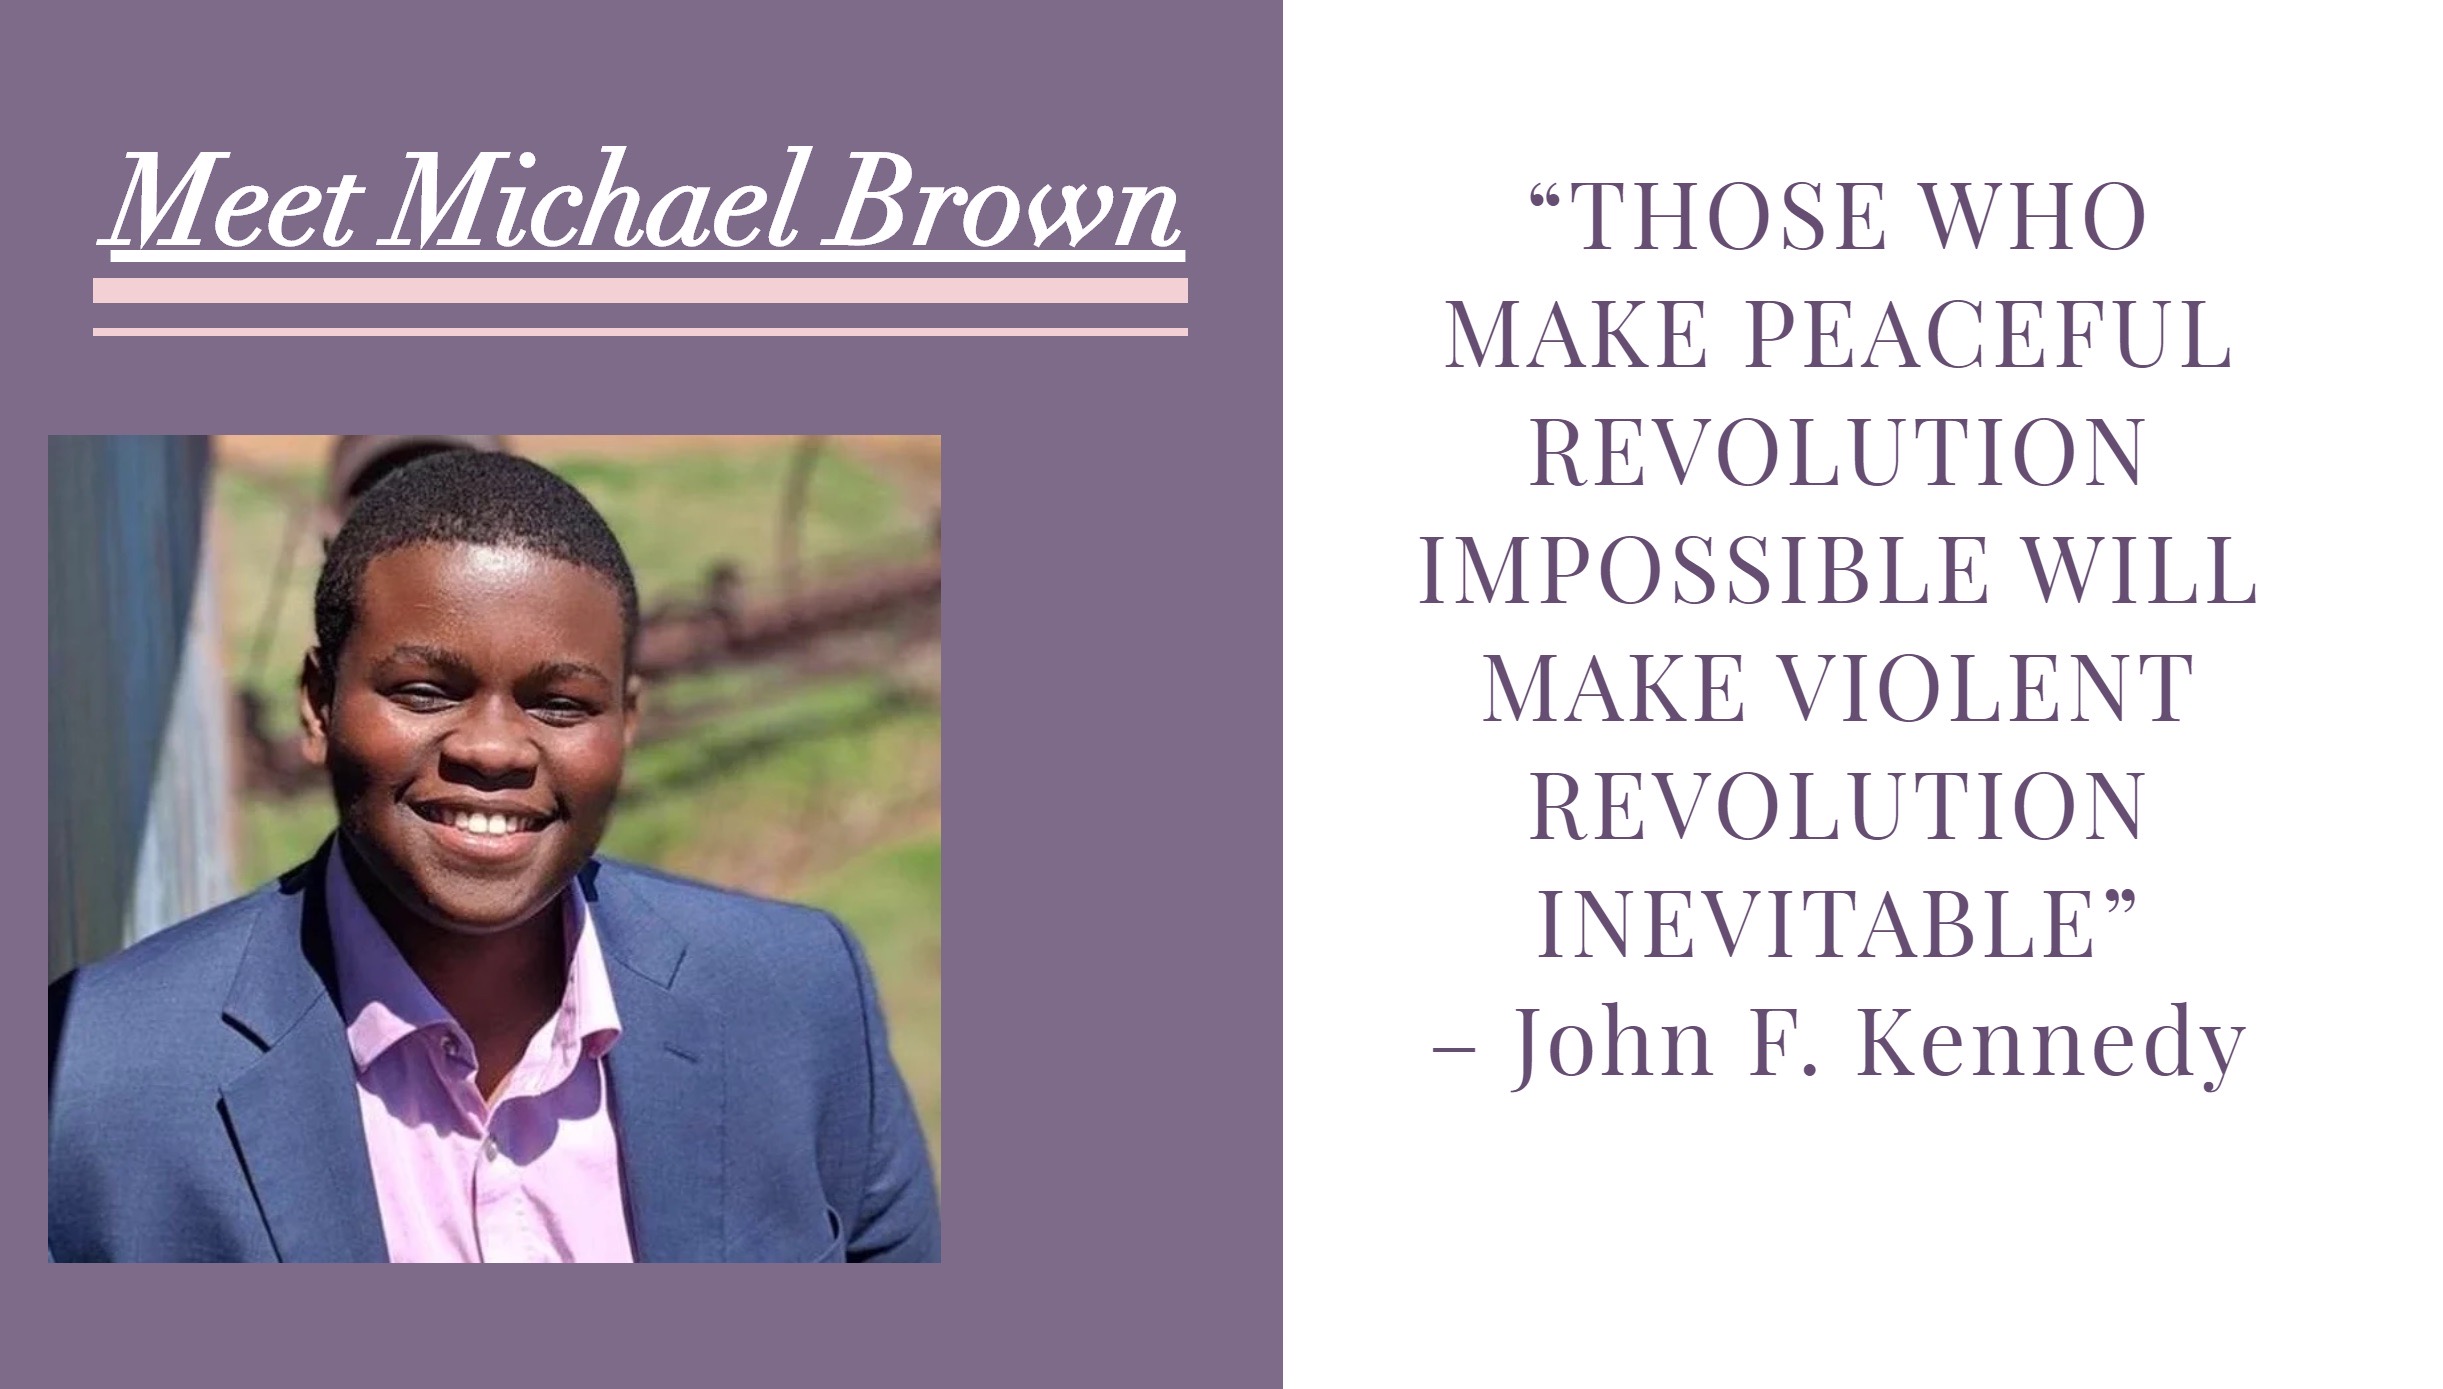 Meet Michael Brown
“THOSE WHO
MAKE PEACEFUL
REVOLUTION
IMPOSSIBLE WILL
MAKE VIOLENT
REVOLUTION
INEVITABLE”
– John F. Kennedy